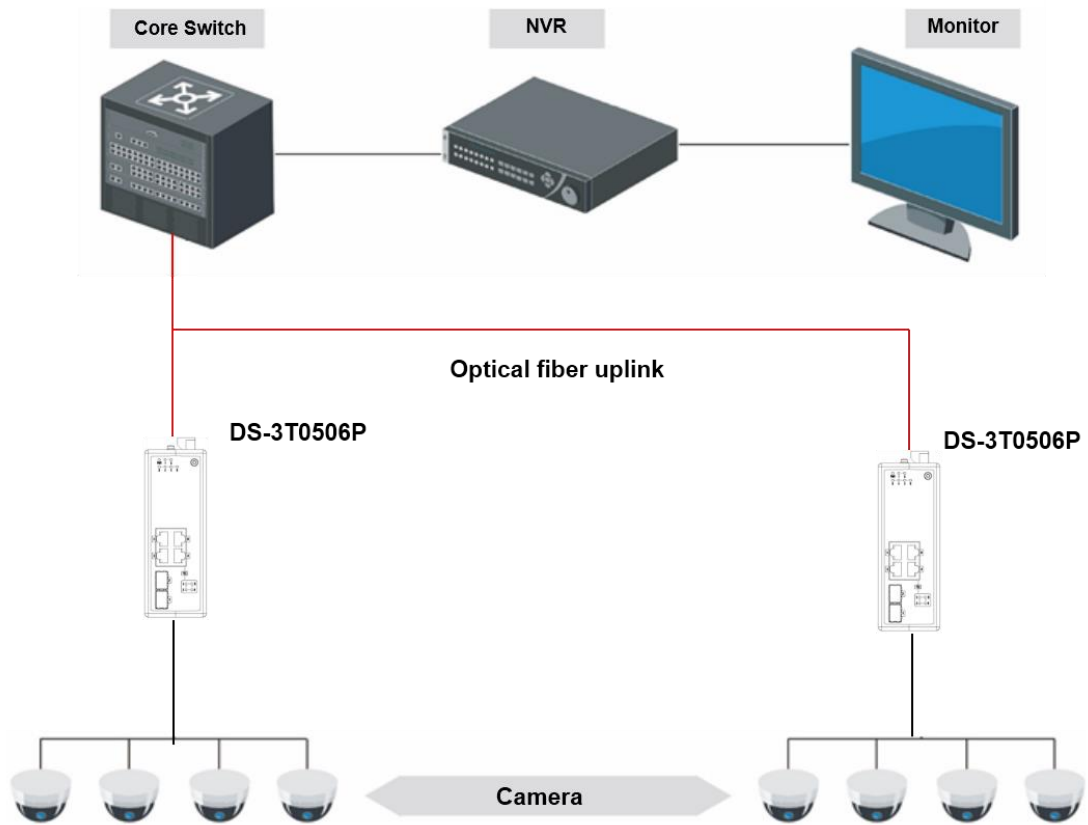 Core Switch
NVR
Monitor
Optical fiber uplink
DS-3T0506P
DS-3T0506P
Camera